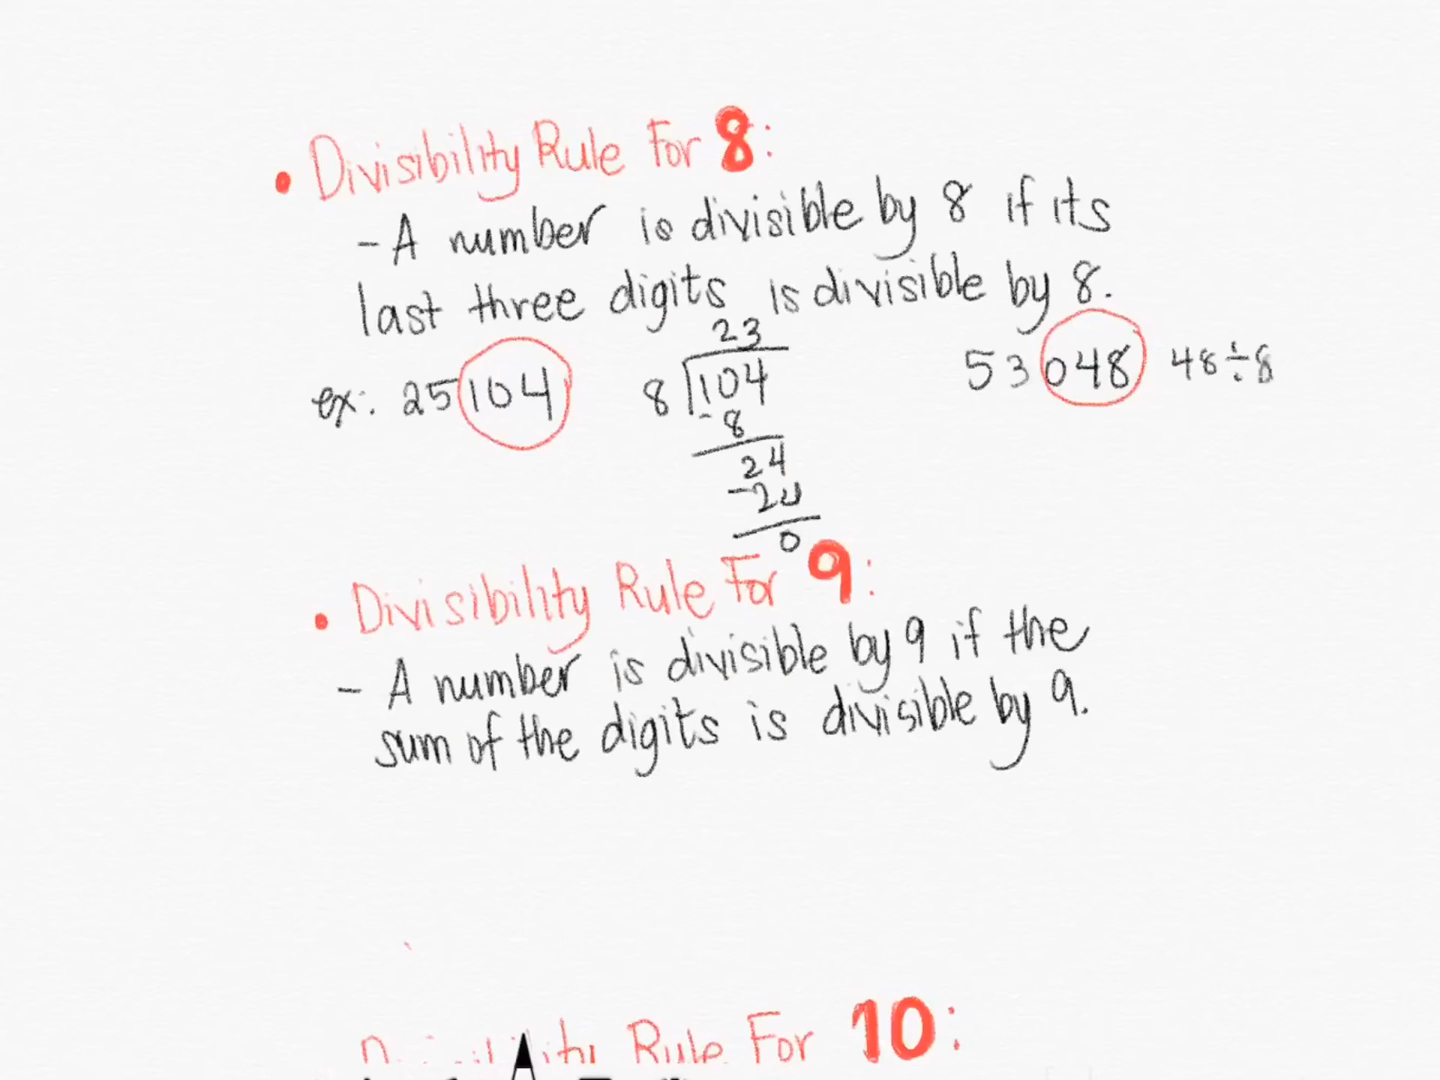 • Divisibility Rule For 8:
- A number is divisible by 8 if its
last three digits is divisible by 8.
ex: 25104
23
8 104
- 8
24
- 24
0
53048 48÷8
• Divisibility Rule For 9:
- A number is divisible by 9 if the
sum of the digits is divisible by 9.
Rule For 10: